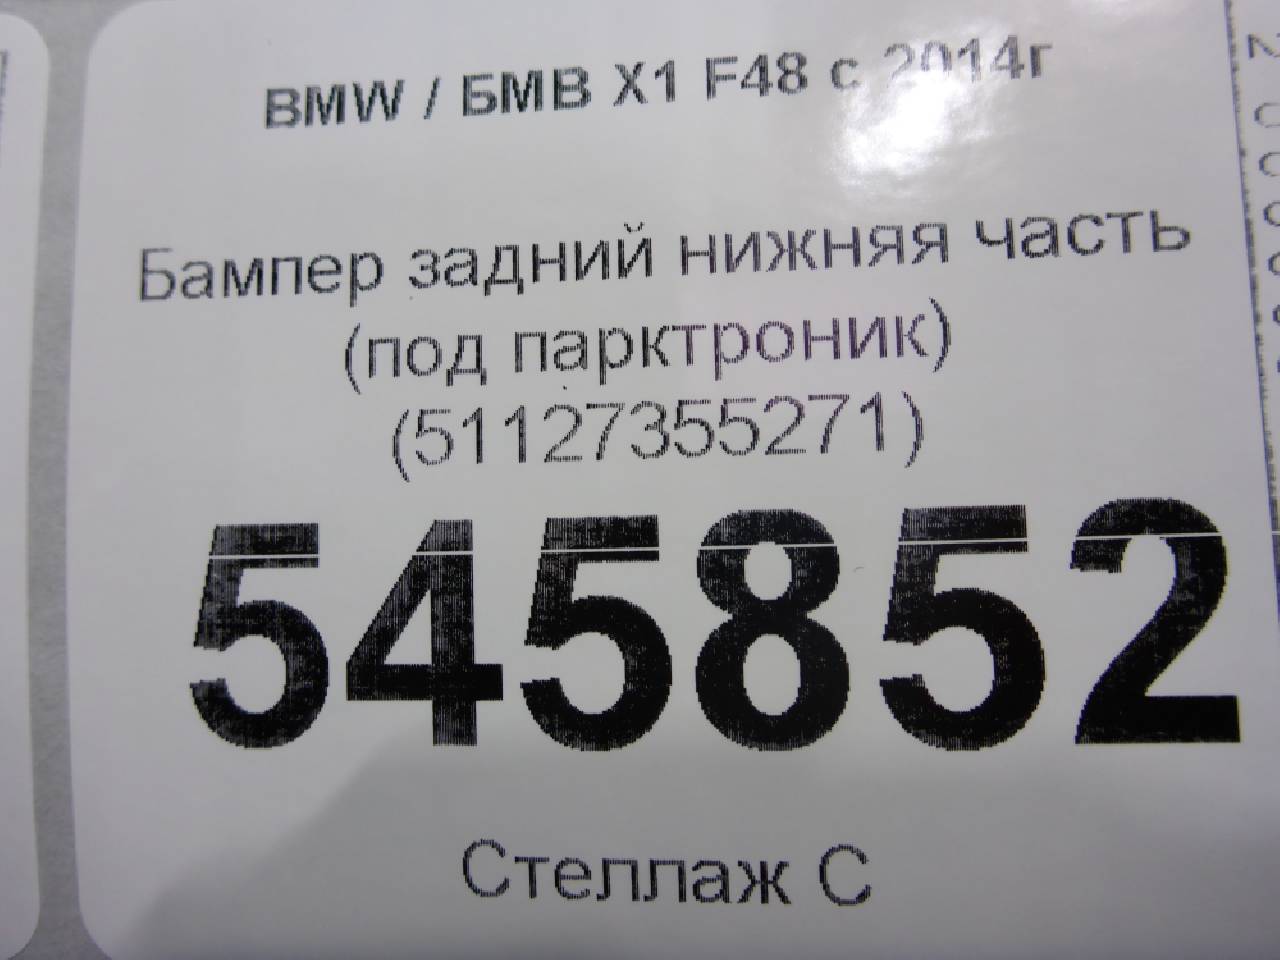 BMW / БМВ X1 F48 с 2014г
Бампер задний нижняя часть
(под парктроник)
(51127355271)
545852
Стеллаж С